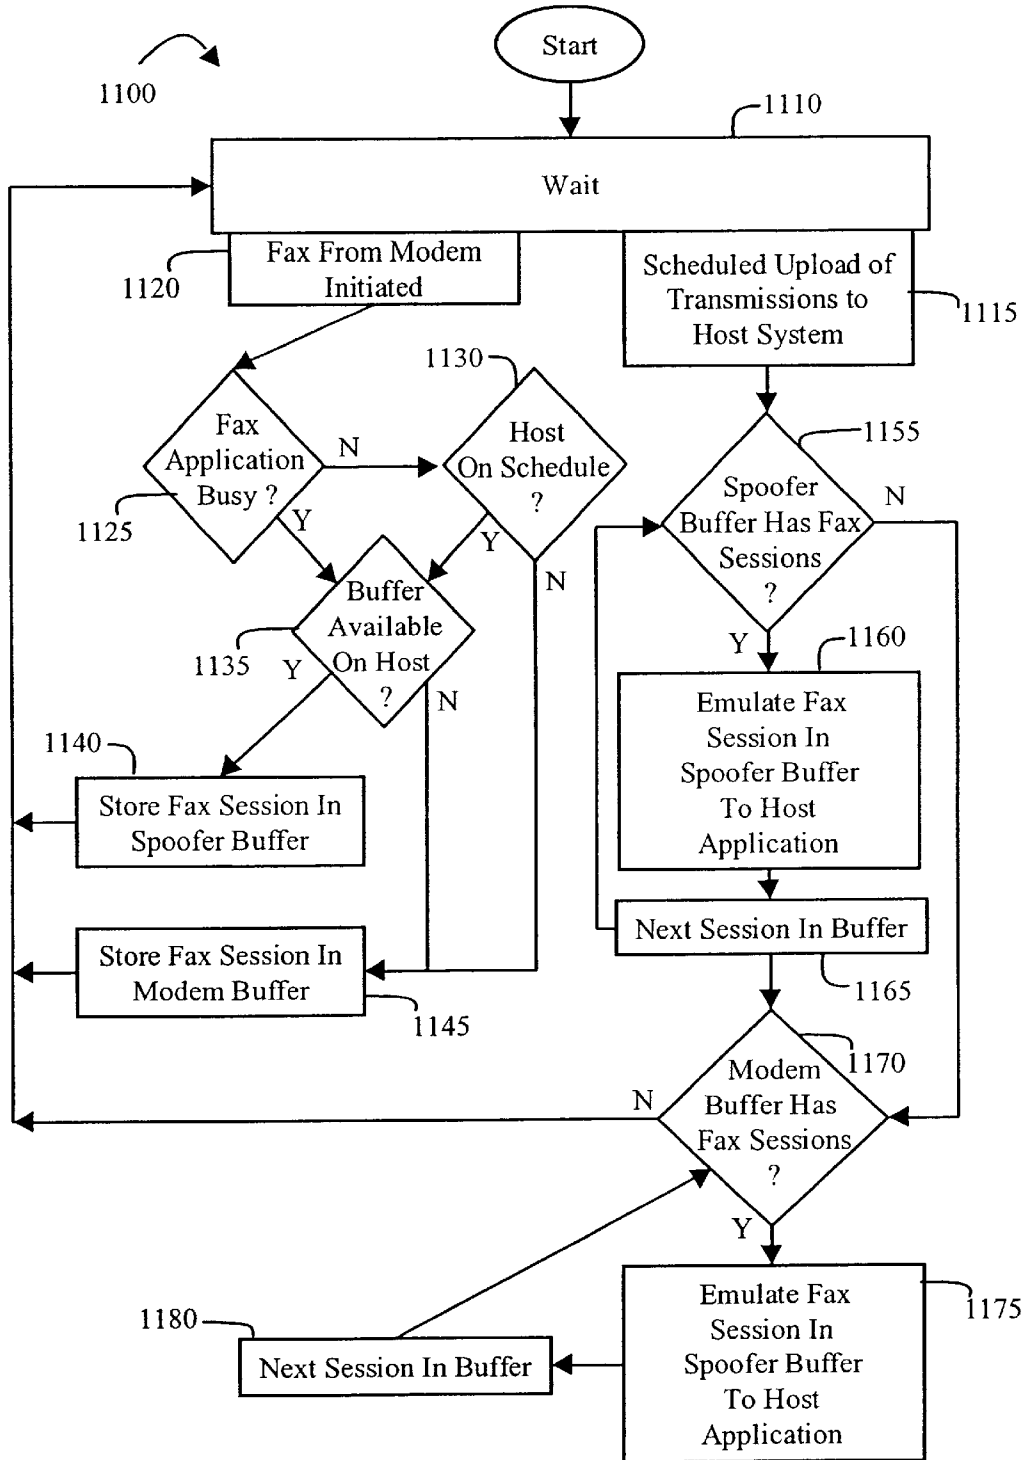 Start
1100
1110
Wait
Fax From Modem
Initiated
1120
Scheduled Upload of
Transmissions to
Host System
1115
1130
Fax
Application
Busy ?
N
Y
1125
Host
On Schedule
?
Y
N
1155
Spoofer
Buffer Has Fax
Sessions
?
N
Y
Buffer
Available
On Host
?
1135
Y
N
1160
Emulate Fax
Session In
Spoofer Buffer
To Host
Application
1140
Store Fax Session In
Spoofer Buffer
Next Session In Buffer
1165
Store Fax Session In
Modem Buffer
1145
1170
Modem
Buffer Has
Fax Sessions
?
N
Y
1175
Emulate Fax
Session In
Spoofer Buffer
To Host
Application
1180
Next Session In Buffer